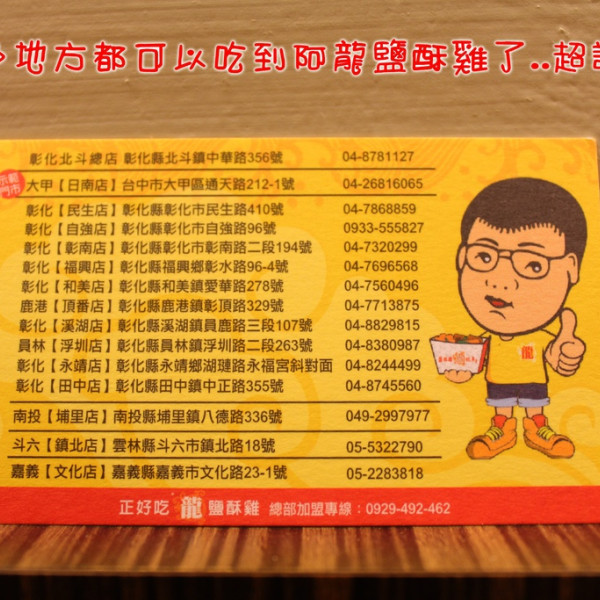 地方都可以吃到阿龍鹽酥雞了..超
彰化北斗總店 彰化縣北斗鎮中華路356號 04-8781127
示範門市
大甲【日南店】台中市大甲區通天路212-1號 04-26816065
彰化【民生店】彰化縣彰化市民生路410號 04-7868859
彰化【自強店】彰化縣彰化市自強路96號 0933-555827
彰化【彰南店】彰化縣彰化市彰南路二段194號 04-7320299
彰化【福興店】彰化縣福興鄉彰水路96-4號 04-7696568
彰化【和美店】彰化縣和美鎮愛華路278號 04-7560496
鹿港【頂番店】彰化縣鹿港鎮彰頂路329號 04-7713875
彰化【溪湖店】彰化縣溪湖鎮員鹿路三段107號 04-8829815
員林【浮圳店】彰化縣員林鎮浮圳路二段263號 04-8380987
彰化【永靖店】彰化縣永靖鄉湖璉路永福宮斜對面 04-8244499
彰化【田中店】彰化縣田中鎮中正路355號 04-8745560
南投【埔里店】南投縣埔里鎮八德路336號 049-2997977
斗六【鎮北店】雲林縣斗六市鎮北路18號 05-5322790
嘉義【文化店】嘉義縣嘉義市文化路23-1號 05-2283818
龍
正好吃 龍 鹽酥雞 總部加盟專線：0929-492-462